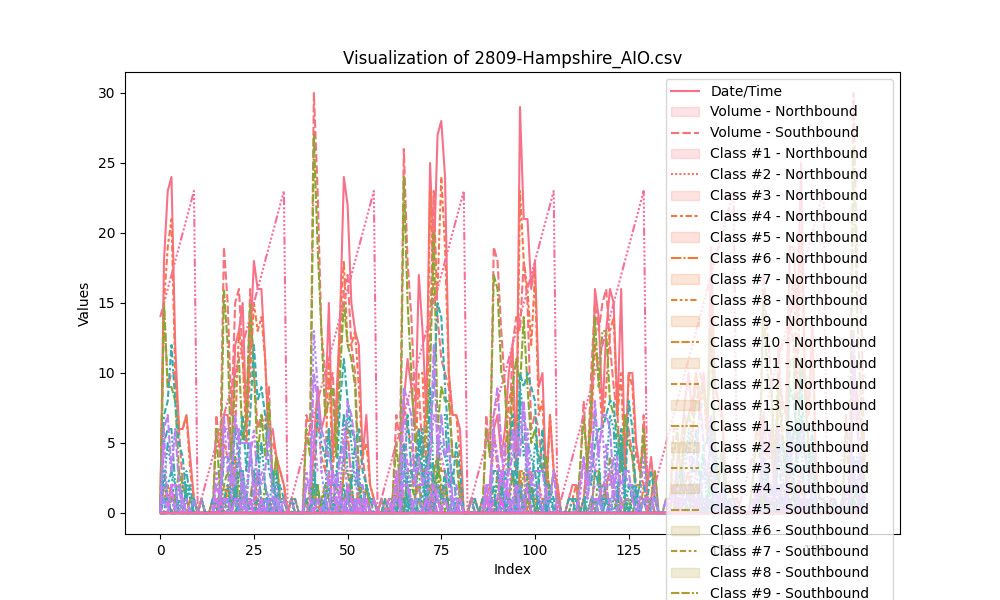 Visualization of 2809-Hampshire_AIO.csv
Values
30
25
20
15
10
5
0
0
25
50
75
100
125
Index
Date/Time
Volume - Northbound
Volume - Southbound
Class #1 - Northbound
Class #2 - Northbound
Class #3 - Northbound
Class #4 - Northbound
Class #5 - Northbound
Class #6 - Northbound
Class #7 - Northbound
Class #8 - Northbound
Class #9 - Northbound
Class #10 - Northbound
Class #11 - Northbound
Class #12 - Northbound
Class #13 - Northbound
Class #1 - Southbound
Class #2 - Southbound
Class #3 - Southbound
Class #4 - Southbound
Class #5 - Southbound
Class #6 - Southbound
Class #7 - Southbound
Class #8 - Southbound
Class #9 - Southbound